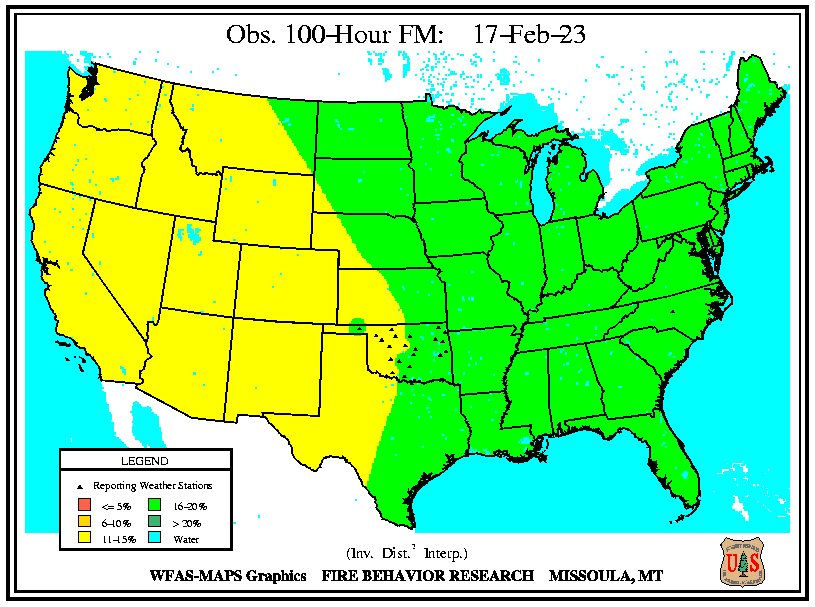 Obs. 100-Hour FM: 17-Feb-23
LEGEND
Reporting Weather Stations
<= 5% 16-20%
6-10% > 20%
11-15% Water
(Inv. Dist.² Interp.)
WFAS-MAPS Graphics FIRE BEHAVIOR RESEARCH MISSOULA, MT
US